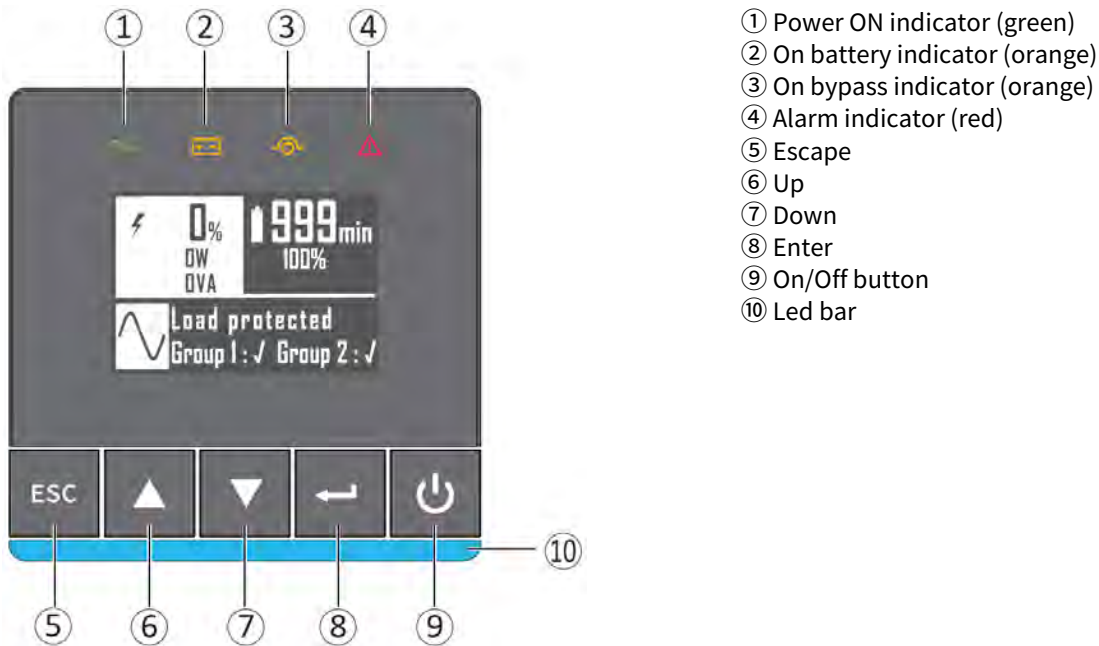 ① ② ③ ④
0% 999min
0W 100%
0VA
Load protected
Group 1 : √ Group 2 : √
ESC
⑩
⑤ ⑥ ⑦ ⑧ ⑨
① Power ON indicator (green)
② On battery indicator (orange)
③ On bypass indicator (orange)
④ Alarm indicator (red)
⑤ Escape
⑥ Up
⑦ Down
⑧ Enter
⑨ On/Off button
⑩ Led bar